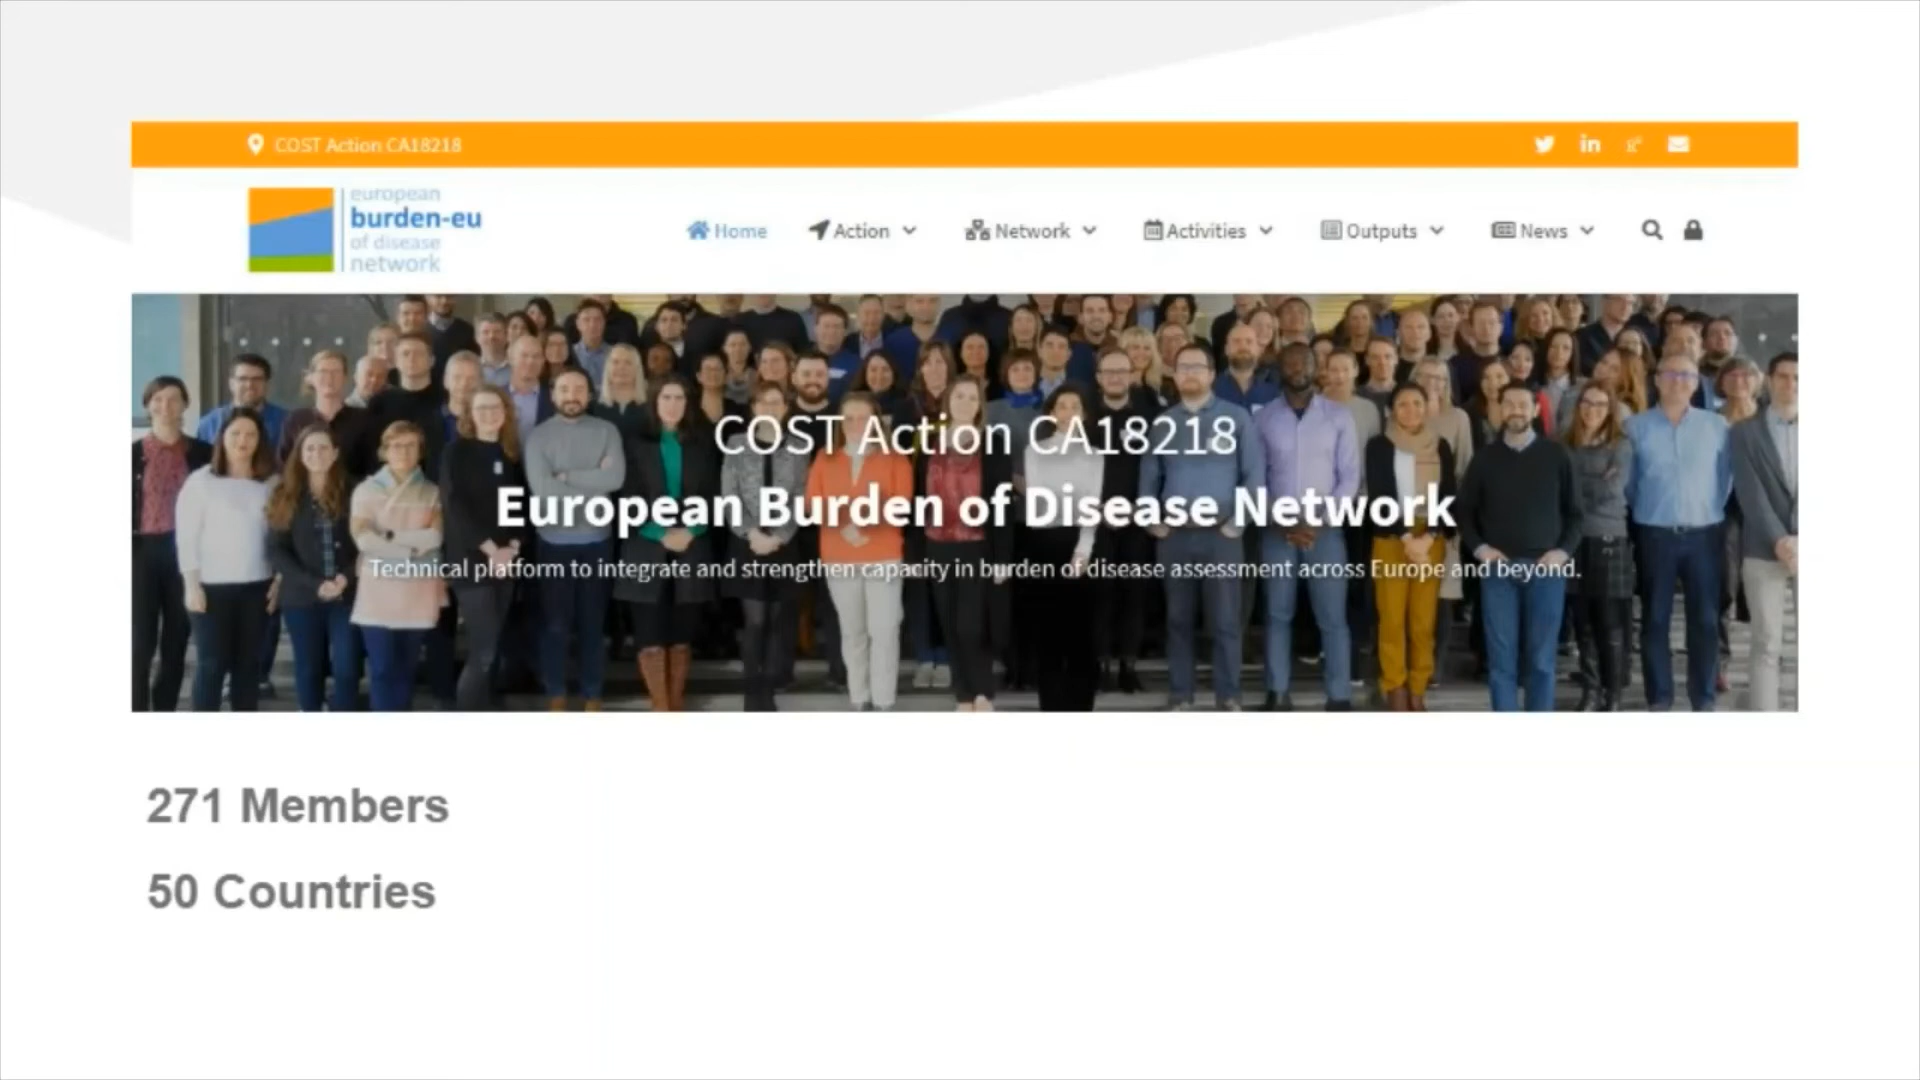 COST Action CA18218
european
burden-eu
of disease
network
Home
Action
Network
Activities
Outputs
News
COST Action CA18218
European Burden of Disease Network
Technical platform to integrate and strengthen capacity in burden of disease assessment across Europe and beyond.
271 Members
50 Countries